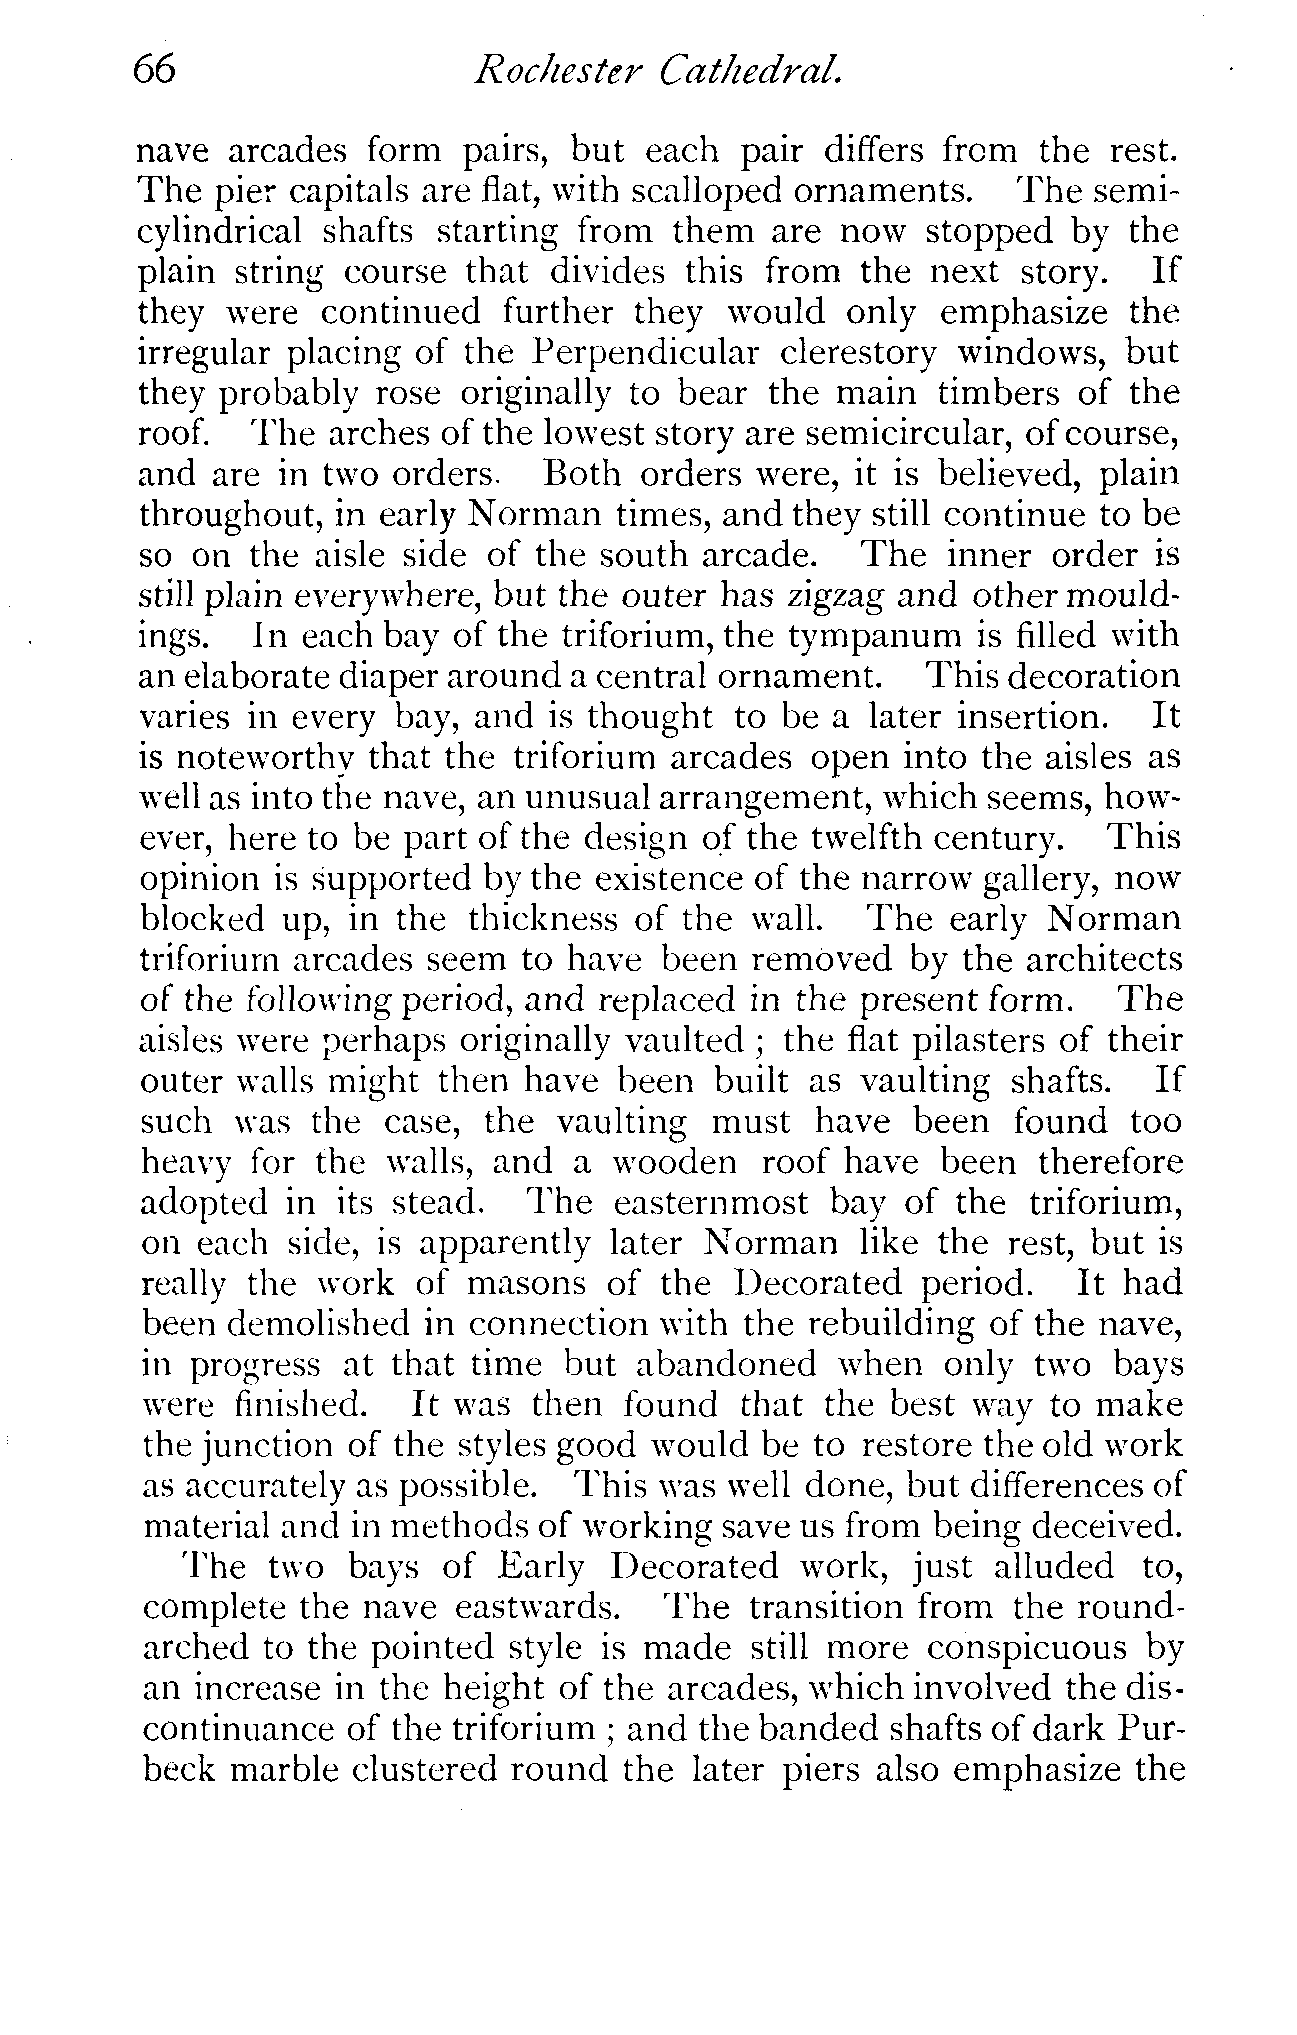 66 Rochester Cathedral.
nave arcades form pairs, but each pair differs from the rest.
The pier capitals are flat, with scalloped ornaments. The semi-
cylindrical shafts starting from them are now stopped by the
plain string course that divides this from the next story. If
they were continued further they would only emphasize the
irregular placing of the Perpendicular clerestory windows, but
they probably rose originally to bear the main timbers of the
roof. The arches of the lowest story are semicircular, of course,
and are in two orders. Both orders were, it is believed, plain
throughout, in early Norman times, and they still continue to be
so on the aisle side of the south arcade. The inner order is
still plain everywhere, but the outer has zigzag and other mould-
ings. In each bay of the triforium, the tympanum is filled with
an elaborate diaper around a central ornament. This decoration
varies in every bay, and is thought to be a later insertion. It
is noteworthy that the triforium arcades open into the aisles as
well as into the nave, an unusual arrangement, which seems, how-
ever, here to be part of the design of the twelfth century. This
opinion is supported by the existence of the narrow gallery, now
blocked up, in the thickness of the wall. The early Norman
triforium arcades seem to have been removed by the architects
of the following period, and replaced in the present form. The
aisles were perhaps originally vaulted ; the flat pilasters of their
outer walls might then have been built as vaulting shafts. If
such was the case, the vaulting must have been found too
heavy for the walls, and a wooden roof have been therefore
adopted in its stead. The easternmost bay of the triforium,
on each side, is apparently later Norman like the rest, but is
really the work of masons of the Decorated period. It had
been demolished in connection with the rebuilding of the nave,
in progress at that time but abandoned when only two bays
were finished. It was then found that the best way to make
the junction of the styles good would be to restore the old work
as accurately as possible. This was well done, but differences of
material and in methods of working save us from being deceived.
The two bays of Early Decorated work, just alluded to,
complete the nave eastwards. The transition from the round-
arched to the pointed style is made still more conspicuous by
an increase in the height of the arcades, which involved the dis-
continuance of the triforium ; and the banded shafts of dark Pur-
beck marble clustered round the later piers also emphasize the